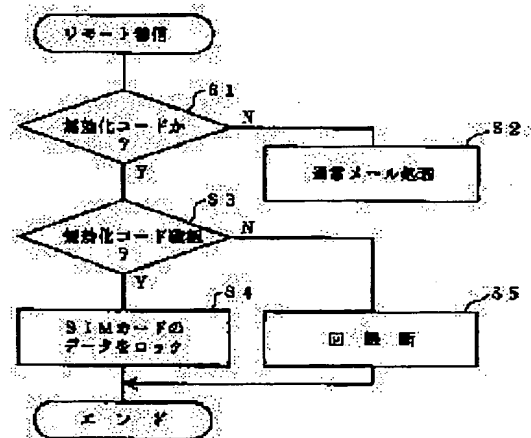 リモート着信
S1
無効化コードか
?
N
S2
Y
通常メール処理
S3
無効化コード確認
?
N
Y
S4
S5
SIMカードの
データをロック
回線断
エンド